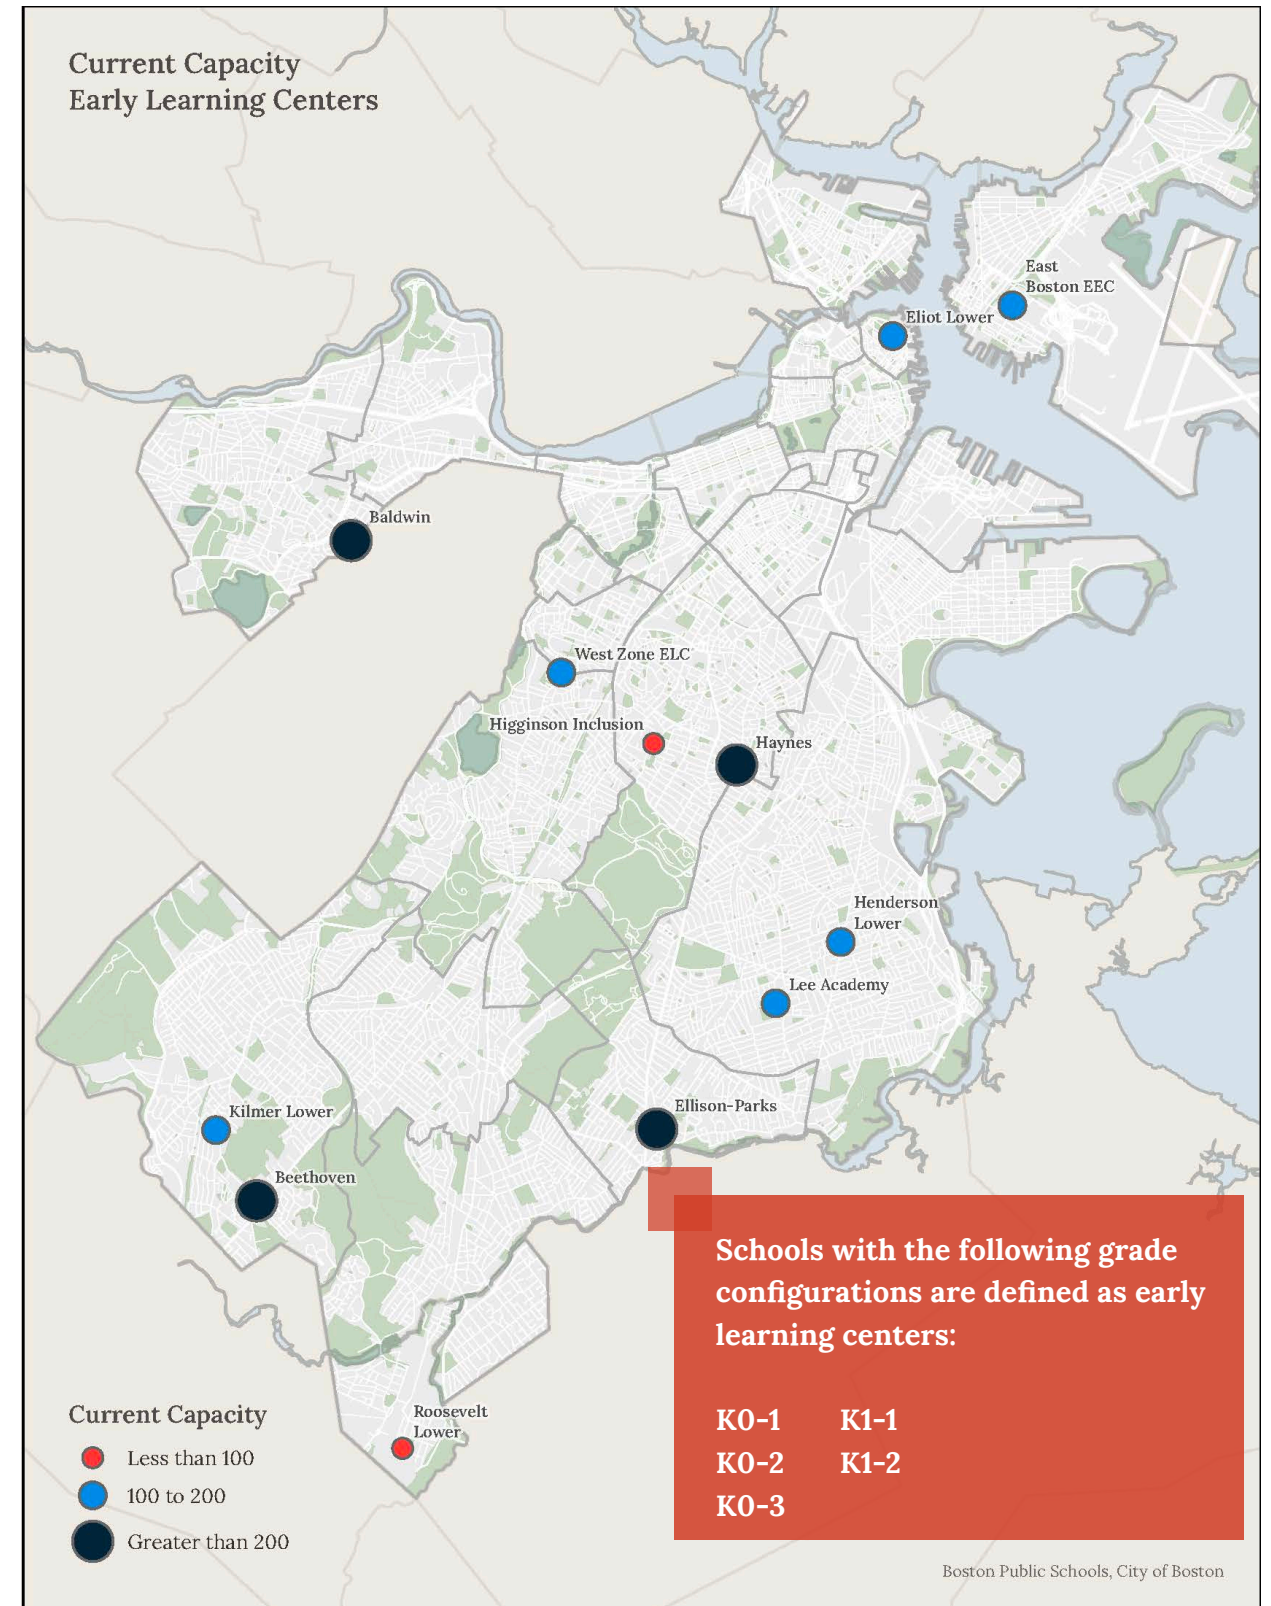 Current Capacity
Early Learning Centers
East
Boston EEC
Eliot Lower
Baldwin
West Zone ELC
Higginson Inclusion
Haynes
Henderson
Lower
Lee Academy
Ellison-Parks
Kilmer Lower
Beethoven
Schools with the following grade
configurations are defined as early
learning centers:
K0-1 K1-1
K0-2 K1-2
K0-3
Roosevelt
Lower
Current Capacity
Less than 100
100 to 200
Greater than 200
Boston Public Schools, City of Boston